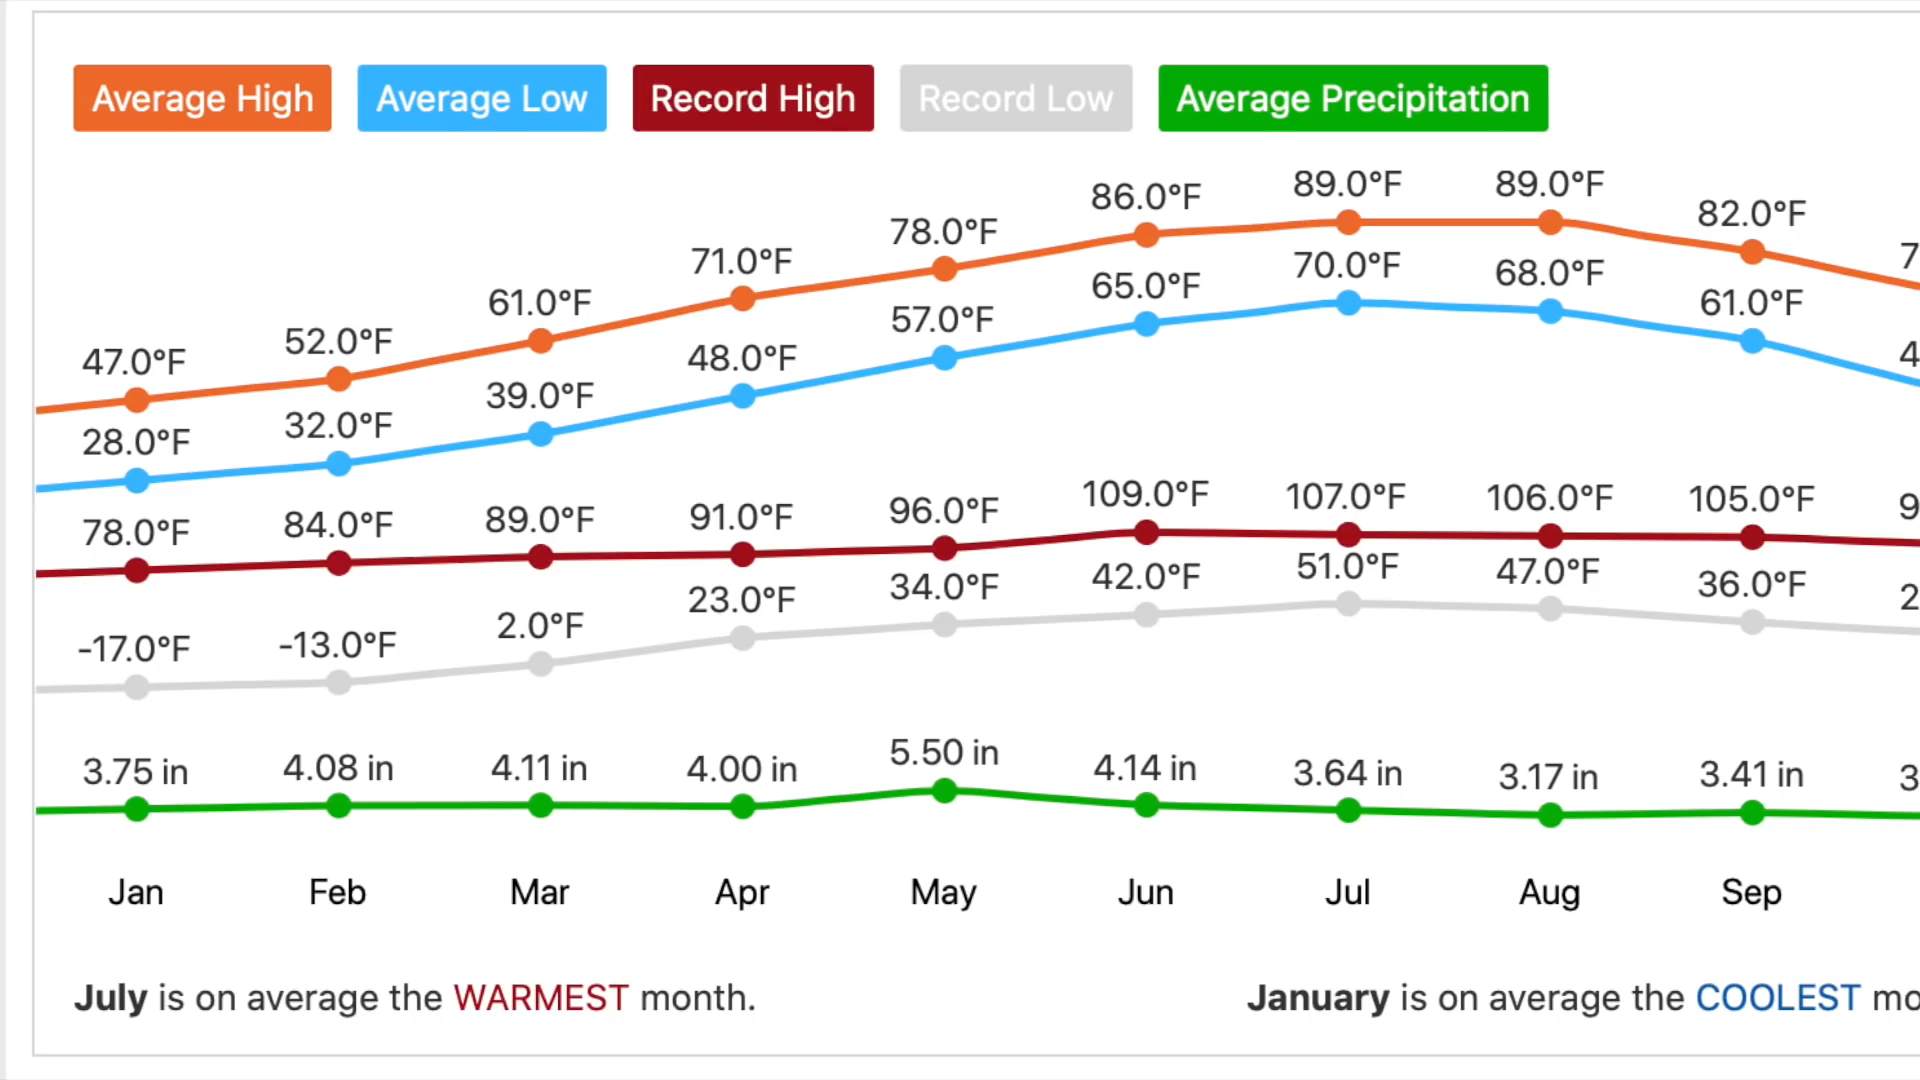 Average High Average Low Record High Record Low Average Precipitation
47.0°F 52.0°F 61.0°F 71.0°F 78.0°F 86.0°F 89.0°F 89.0°F 82.0°F 7
28.0°F 32.0°F 39.0°F 48.0°F 57.0°F 65.0°F 70.0°F 68.0°F 61.0°F 4
78.0°F 84.0°F 89.0°F 91.0°F 96.0°F 109.0°F 107.0°F 106.0°F 105.0°F 9
-17.0°F -13.0°F 2.0°F 23.0°F 34.0°F 42.0°F 51.0°F 47.0°F 36.0°F 2
3.75 in 4.08 in 4.11 in 4.00 in 5.50 in 4.14 in 3.64 in 3.17 in 3.41 in 3
Jan Feb Mar Apr May Jun Jul Aug Sep
July is on average the WARMEST month.
January is on average the COOLEST mo